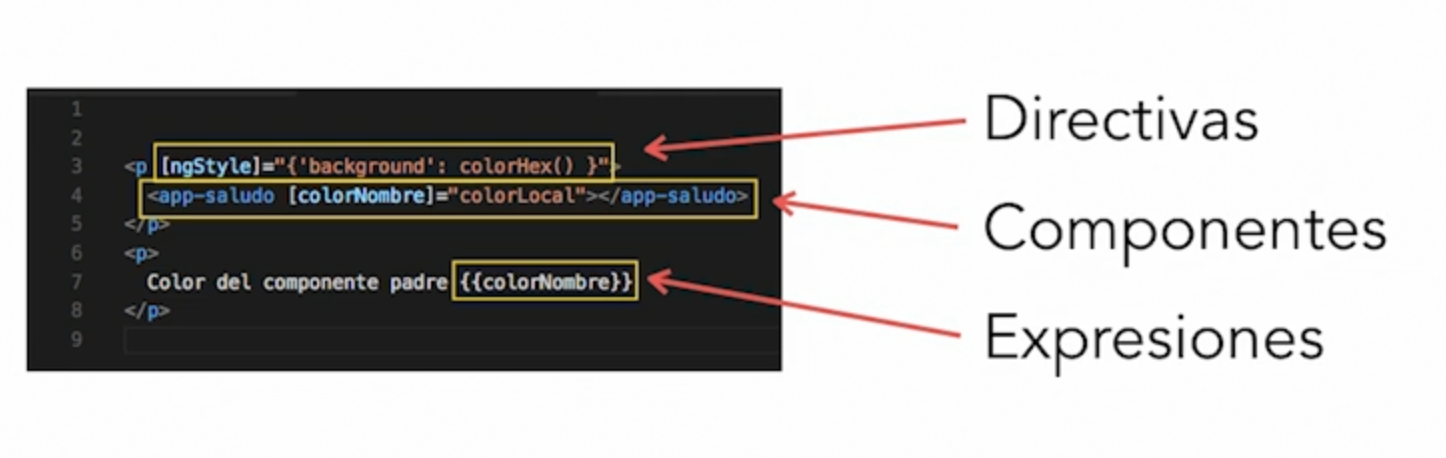 1
2
3 <p [ngStyle]="{'background': colorHex() }">
4 <app-saludo [colorNombre]="colorLocal"></app-saludo>
5 </p>
6 <p>
7 Color del componente padre {{colorNombre}}
8 </p>
9
Directivas
Componentes
Expresiones